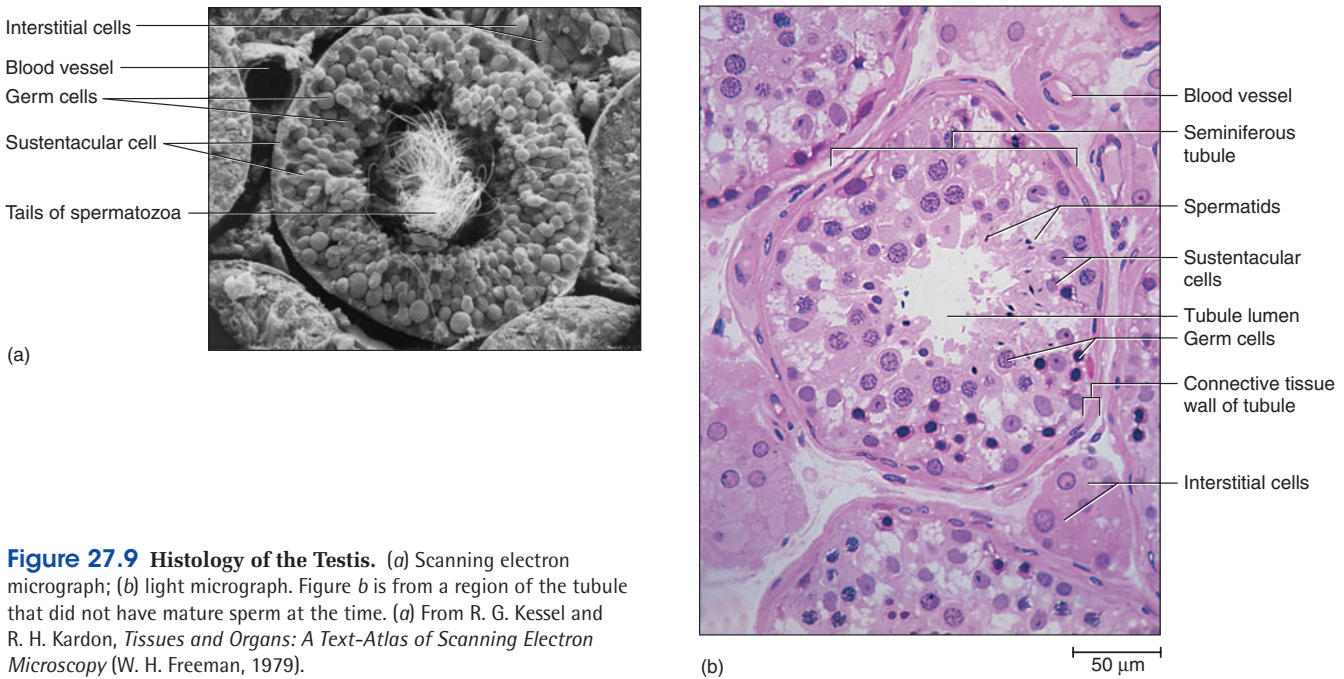 Interstitial cells
Blood vessel
Germ cells
Sustentacular cell
Tails of spermatozoa
(a)
Blood vessel
Seminiferous
tubule
Spermatids
Sustentacular
cells
Tubule lumen
Germ cells
Connective tissue
wall of tubule
Interstitial cells
(b)
50 μm
Figure 27.9 Histology of the Testis. (a) Scanning electron
micrograph; (b) light micrograph. Figure b is from a region of the tubule
that did not have mature sperm at the time. (a) From R. G. Kessel and
R. H. Kardon, Tissues and Organs: A Text-Atlas of Scanning Electron
Microscopy (W. H. Freeman, 1979).